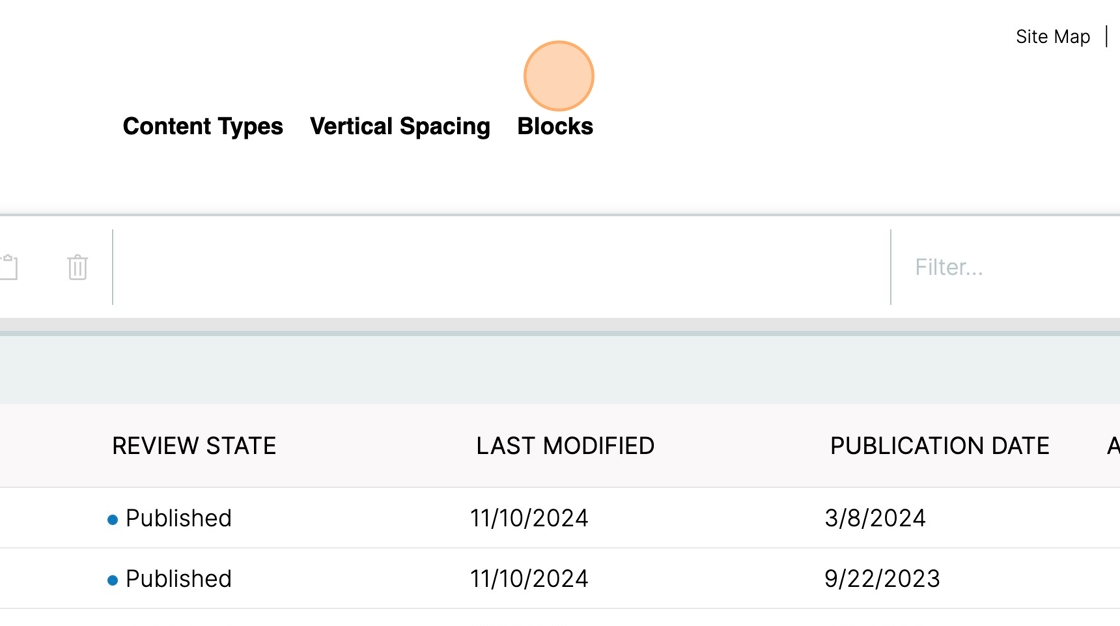 Site Map |
Content Types Vertical Spacing Blocks
Filter...
REVIEW STATE LAST MODIFIED PUBLICATION DATE A
Published 11/10/2024 3/8/2024
Published 11/10/2024 9/22/2023